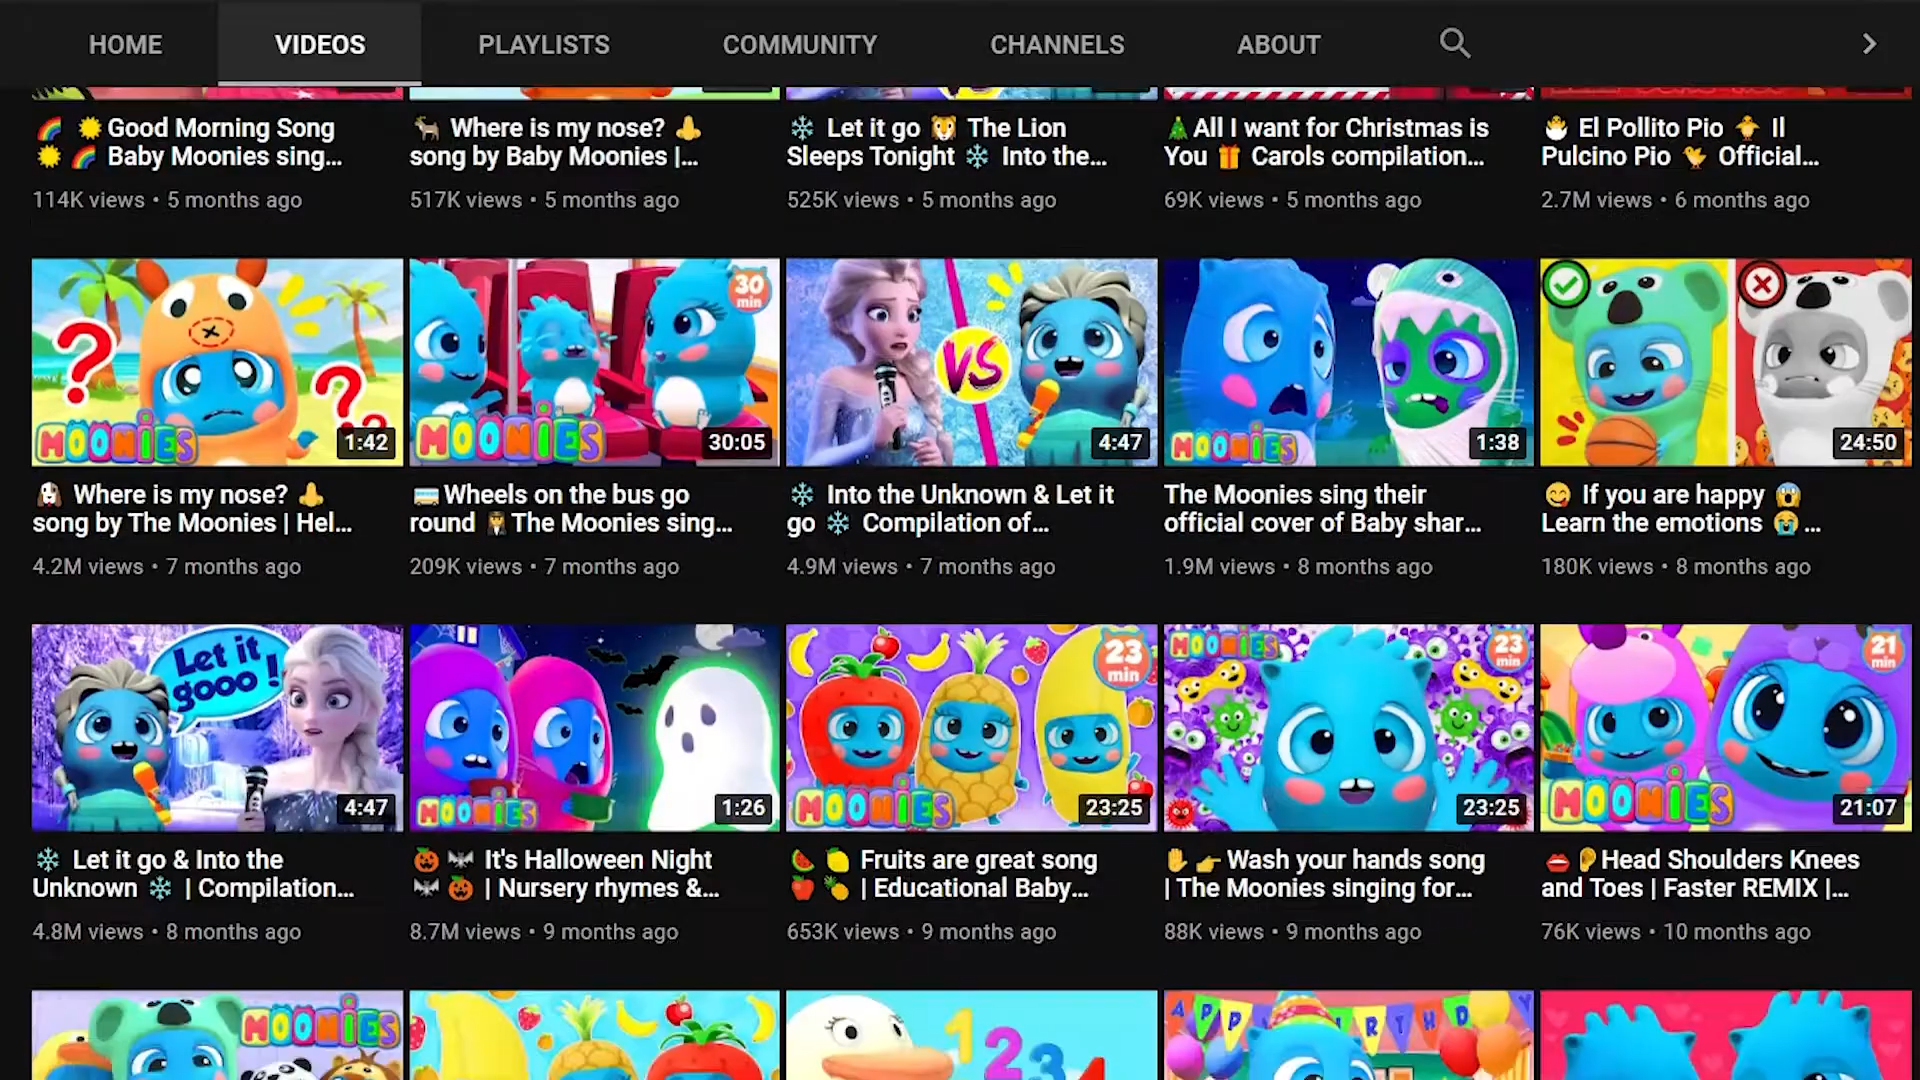 HOME VIDEOS PLAYLISTS COMMUNITY CHANNELS ABOUT
🌈 🌞Good Morning Song
🌞 🌈 Baby Moonies sing...
114K views • 5 months ago
🐐 Where is my nose? 👃
song by Baby Moonies |...
517K views • 5 months ago
❄️ Let it go 🦁 The Lion
Sleeps Tonight ❄️ Into the...
525K views • 5 months ago
🎄All I want for Christmas is
You 🎁 Carols compilation...
69K views • 5 months ago
🐣 El Pollito Pio 🐥 Il
Pulcino Pio 🐤 Official...
2.7M views • 6 months ago
? ? ?
MOONIES
1:42
30
min
MOONIES
30:05
VS
4:47
MOONIES
1:38
24:50
🐶 Where is my nose? 👃
song by The Moonies | Hel...
4.2M views • 7 months ago
🚌Wheels on the bus go
round 👩‍✈️The Moonies sing...
209K views • 7 months ago
❄️ Into the Unknown & Let it
go ❄️ Compilation of...
4.9M views • 7 months ago
The Moonies sing their
official cover of Baby shar...
1.9M views • 8 months ago
😋 If you are happy 😱
Learn the emotions 😭...
180K views • 8 months ago
Let it
gooo !
4:47
MOONIES
1:26
23
min
MOONIES
23:25
MOONIES
23
min
23:25
21
min
MOONIES
21:07
❄️ Let it go & Into the
Unknown ❄️ | Compilation...
4.8M views • 8 months ago
🎃 🦇 It's Halloween Night
🦇 🎃 | Nursery rhymes &...
8.7M views • 9 months ago
🍉 🍋 Fruits are great song
🍎 🍍 | Educational Baby...
653K views • 9 months ago
✋ 👉Wash your hands song
| The Moonies singing for...
88K views • 9 months ago
👄 👂Head Shoulders Knees
and Toes | Faster REMIX |...
76K views • 10 months ago
MOONIES
1 2 3